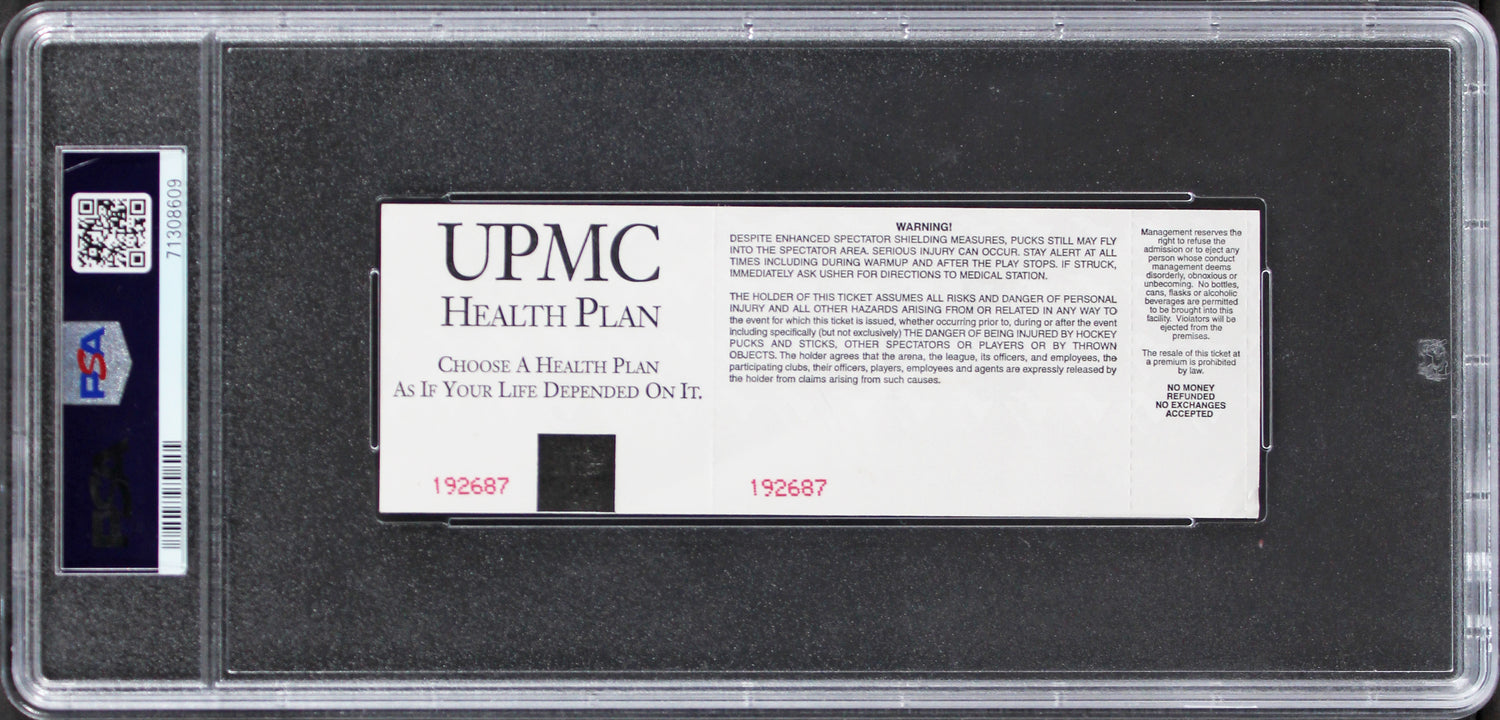 71308609
PSA
PSA
UPMC
HEALTH PLAN
CHOOSE A HEALTH PLAN
AS IF YOUR LIFE DEPENDED ON IT.
192687
WARNING!
DESPITE ENHANCED SPECTATOR SHIELDING MEASURES, PUCKS STILL MAY FLY
INTO THE SPECTATOR AREA. SERIOUS INJURY CAN OCCUR. STAY ALERT AT ALL
TIMES INCLUDING DURING WARMUP AND AFTER THE PLAY STOPS. IF STRUCK,
IMMEDIATELY ASK USHER FOR DIRECTIONS TO MEDICAL STATION.
THE HOLDER OF THIS TICKET ASSUMES ALL RISKS AND DANGER OF PERSONAL
INJURY AND ALL OTHER HAZARDS ARISING FROM OR RELATED IN ANY WAY TO
the event for which this ticket is issued, whether occurring prior to, during or after the event
including specifically (but not exclusively) THE DANGER OF BEING INJURED BY HOCKEY
PUCKS AND STICKS, OTHER SPECTATORS OR PLAYERS OR BY THROWN
OBJECTS. The holder agrees that the arena, the league, its officers, and employees, the
participating clubs, their officers, players, employees and agents are expressly released by
the holder from claims arising from such causes.
192687
Management reserves the
right to refuse the
admission or to eject any
person whose conduct
management deems
disorderly, obnoxious or
unbecoming. No bottles,
cans, flasks or alcoholic
beverages are permitted
to be brought into this
facility. Violators will be
ejected from the
premises.
The resale of this ticket at
a premium is prohibited
by law.
NO MONEY
REFUNDED
NO EXCHANGES
ACCEPTED